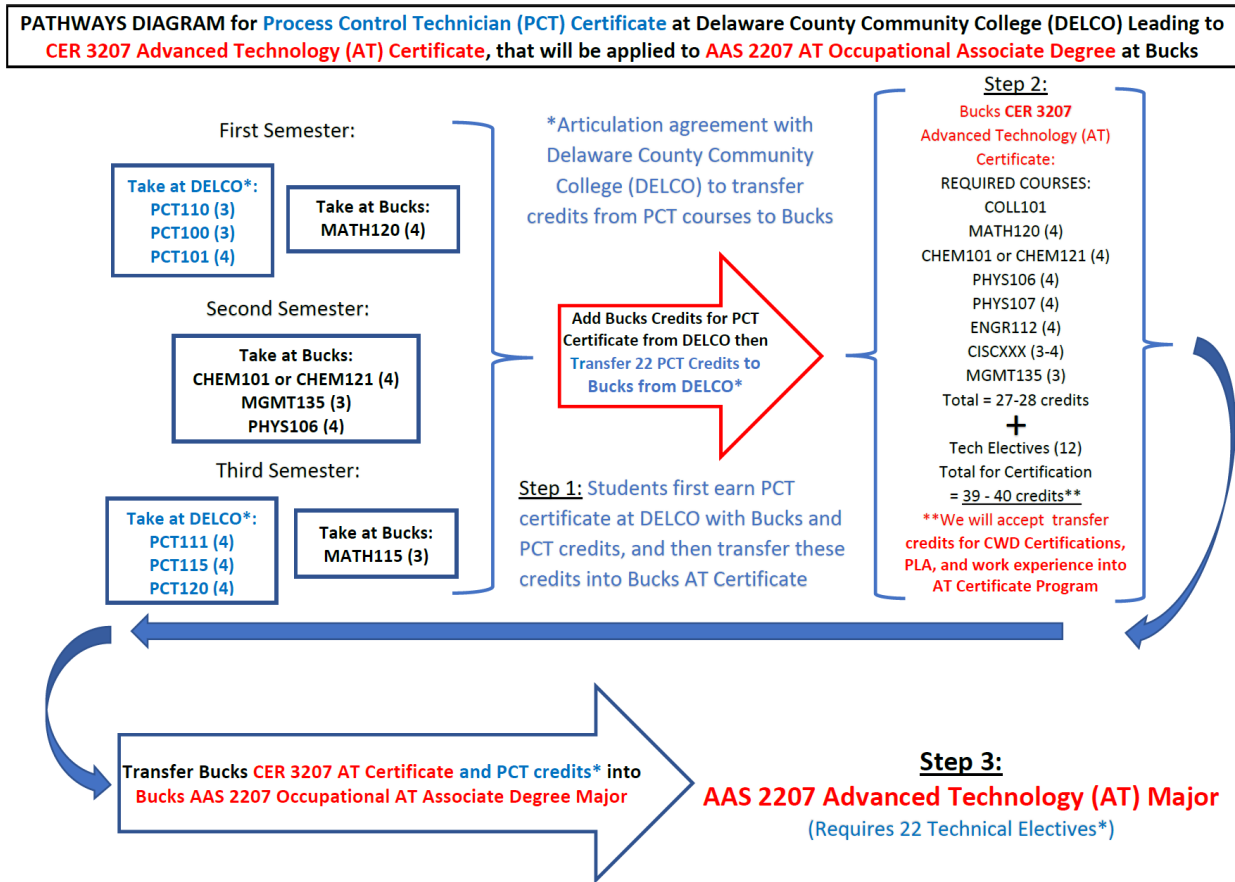 PATHWAYS DIAGRAM for Process Control Technician (PCT) Certificate at Delaware County Community College (DELCO) Leading to
CER 3207 Advanced Technology (AT) Certificate, that will be applied to AAS 2207 AT Occupational Associate Degree at Bucks
First Semester:
Take at DELCO*:
PCT110 (3)
PCT100 (3)
PCT101 (4)
Take at Bucks:
MATH120 (4)
Second Semester:
Take at Bucks:
CHEM101 or CHEM121 (4)
MGMT135 (3)
PHYS106 (4)
Third Semester:
Take at DELCO*:
PCT111 (4)
PCT115 (4)
PCT120 (4)
Take at Bucks:
MATH115 (3)
*Articulation agreement with
Delaware County Community
College (DELCO) to transfer
credits from PCT courses to Bucks
Add Bucks Credits for PCT
Certificate from DELCO then
Transfer 22 PCT Credits to
Bucks from DELCO*
Step 1: Students first earn PCT
certificate at DELCO with Bucks and
PCT credits, and then transfer these
credits into Bucks AT Certificate
Step 2:
Bucks CER 3207
Advanced Technology (AT)
Certificate:
REQUIRED COURSES:
COLL101
MATH120 (4)
CHEM101 or CHEM121 (4)
PHYS106 (4)
PHYS107 (4)
ENGR112 (4)
CISCXXX (3-4)
MGMT135 (3)
Total = 27-28 credits
+
Tech Electives (12)
Total for Certification
= 39 - 40 credits**
**We will accept transfer
credits for CWD Certifications,
PLA, and work experience into
AT Certificate Program
Transfer Bucks CER 3207 AT Certificate and PCT credits* into
Bucks AAS 2207 Occupational AT Associate Degree Major
Step 3:
AAS 2207 Advanced Technology (AT) Major
(Requires 22 Technical Electives*)